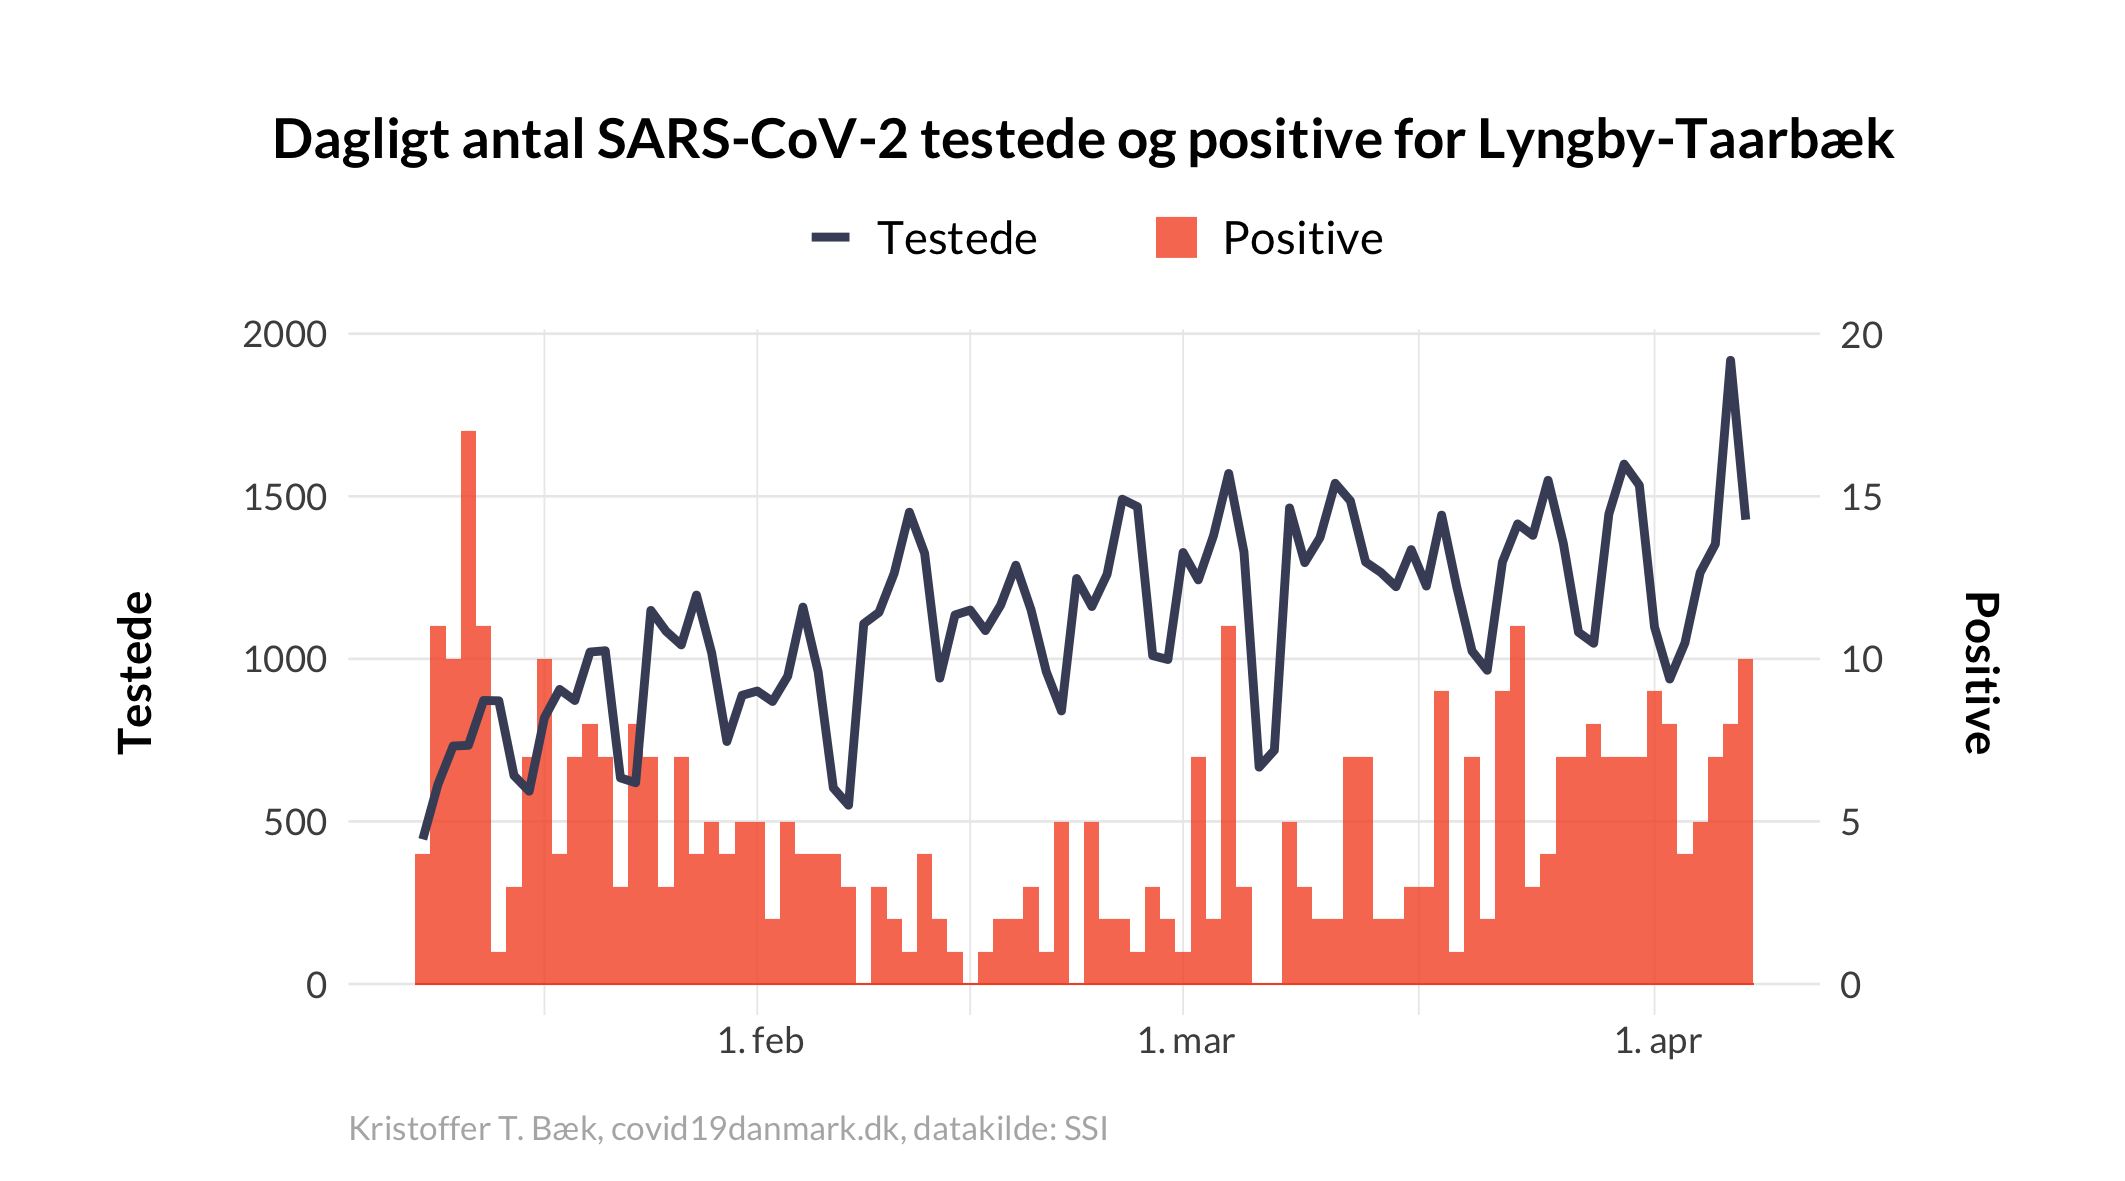 Dagligt antal SARS-CoV-2 testede og positive for Lyngby-Taarbæk
Testede
Positive
2000
1500
1000
500
0
Testede
20
15
10
5
0
Positive
1. feb
1. mar
1. apr
Kristoffer T. Bæk, covid19danmark.dk, datakilde: SSI